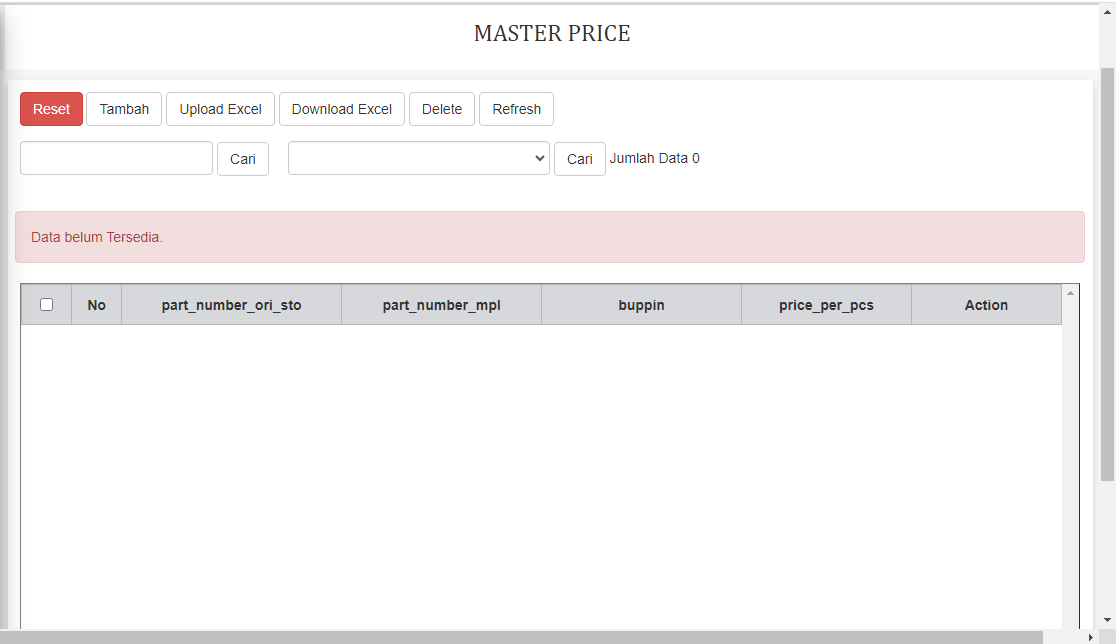 MASTER PRICE
Reset Tambah Upload Excel Download Excel Delete Refresh
Cari Cari Jumlah Data 0
Data belum Tersedia.
No part_number_ori_sto part_number_mpl buppin price_per_pcs Action